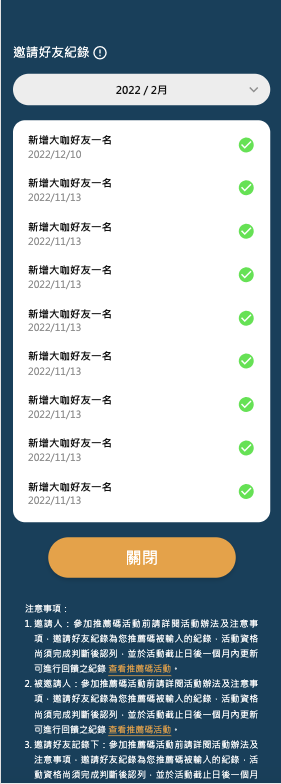 邀請好友紀錄
2022 / 2月
新增大咖好友一名
2022/12/10
新增大咖好友一名
2022/11/13
新增大咖好友一名
2022/11/13
新增大咖好友一名
2022/11/13
新增大咖好友一名
2022/11/13
新增大咖好友一名
2022/11/13
新增大咖好友一名
2022/11/13
新增大咖好友一名
2022/11/13
新增大咖好友一名
2022/11/13
關閉
注意事項：
1. 邀請人：參加推薦碼活動前請詳閱活動辦法及注意事
項，邀請好友紀錄為您推薦碼被輸入的紀錄，活動資格
尚須完成判斷後認列，並於活動截止日後一個月內更新
可進行回饋之紀錄 查看推薦碼活動。
2. 被邀請人：參加推薦碼活動前請詳閱活動辦法及注意事
項，邀請好友紀錄為您推薦碼被輸入的紀錄，活動資格
尚須完成判斷後認列，並於活動截止日後一個月內更新
可進行回饋之紀錄 查看推薦碼活動。
3. 邀請好友記錄下：參加推薦碼活動前請詳閱活動辦法及
注意事項，邀請好友紀錄為您推薦碼被輸入的紀錄，活
動資格尚須完成判斷後認列，並於活動截止日後一個月